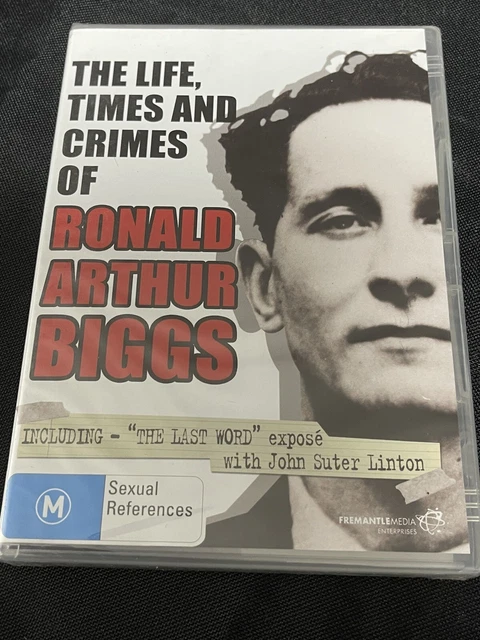 THE LIFE,
TIMES AND
CRIMES
OF
RONALD
ARTHUR
BIGGS
INCLUDING - "THE LAST WORD" exposé
with John Suter Linton
M
Sexual
References
FREMANTLEMEDIA
ENTERPRISES